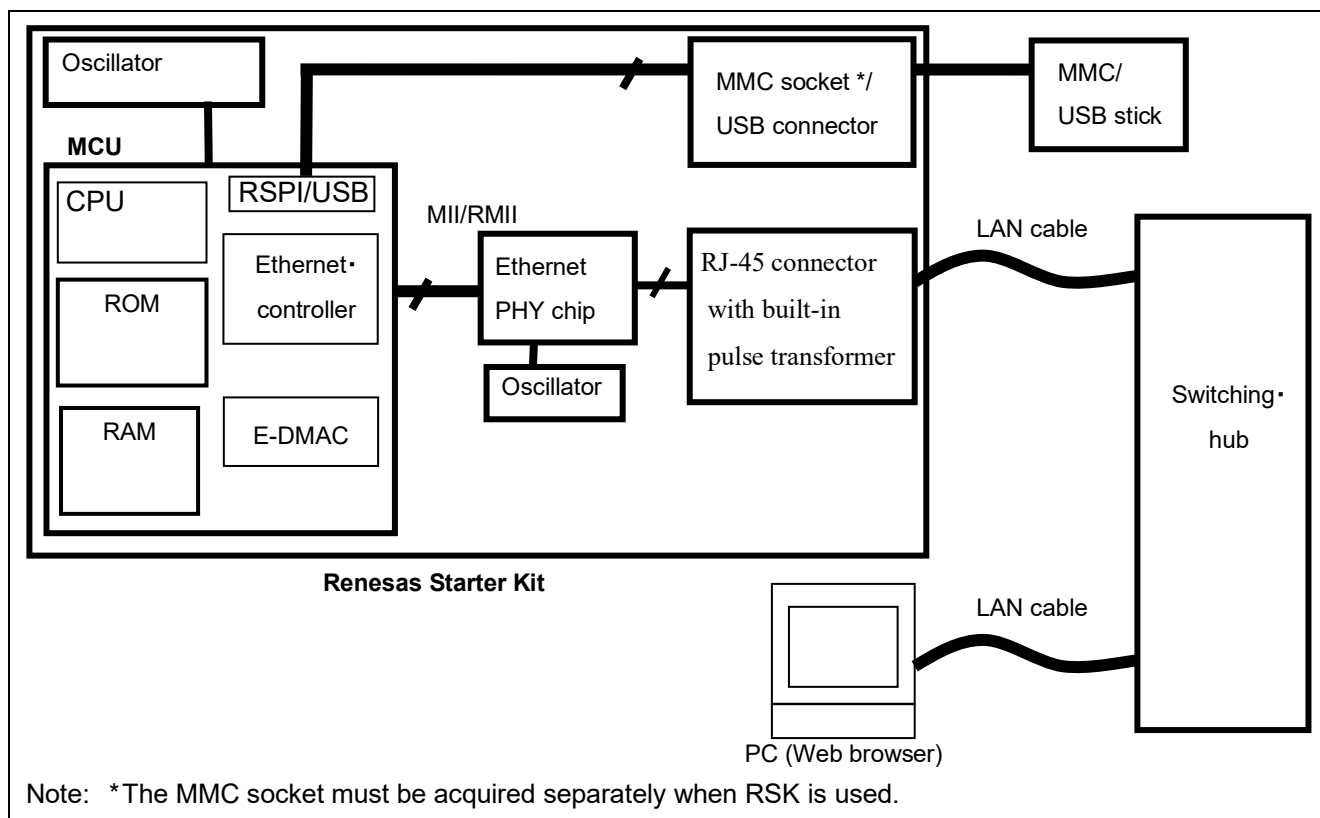 Oscillator
MMC socket */
USB connector
MMC/
USB stick
MCU
CPU
RSPI/USB
ROM
Ethernet･
controller
RAM
E-DMAC
MII/RMII
Ethernet
PHY chip
Oscillator
RJ-45 connector
with built-in
pulse transformer
LAN cable
Switching･
hub
Renesas Starter Kit
LAN cable
PC (Web browser)
Note: *The MMC socket must be acquired separately when RSK is used.